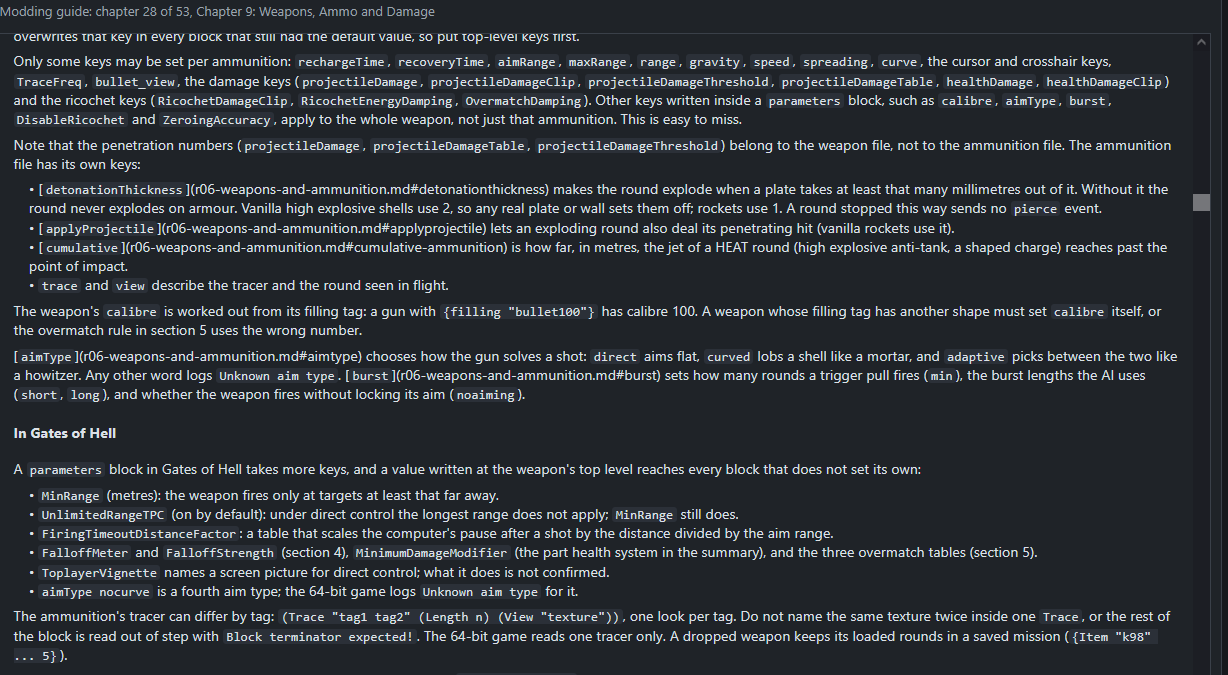 Modding guide: chapter 28 of 53, Chapter 9: Weapons, Ammo and Damage
overwrites that key in every block that still had the default value, so put top-level keys first.
Only some keys may be set per ammunition: rechargeTime, recoveryTime, aimRange, maxRange, range, gravity, speed, spreading, curve, the cursor and crosshair keys,
TraceFreq, bullet_view, the damage keys (projectileDamage, projectileDamageClip, projectileDamageThreshold, projectileDamageTable, healthDamage, healthDamageClip)
and the ricochet keys (RicochetDamageClip, RicochetEnergyDamping, OvermatchDamping). Other keys written inside a parameters block, such as calibre, aimType, burst,
DisableRicochet and ZeroingAccuracy, apply to the whole weapon, not just that ammunition. This is easy to miss.
Note that the penetration numbers (projectileDamage, projectileDamageTable, projectileDamageThreshold) belong to the weapon file, not to the ammunition file. The ammunition
file has its own keys:
• [detonationThickness](r06-weapons-and-ammunition.md#detonationthickness) makes the round explode when a plate takes at least that many millimetres out of it. Without it the
round never explodes on armour. Vanilla high explosive shells use 2, so any real plate or wall sets them off; rockets use 1. A round stopped this way sends no pierce event.
• [applyProjectile](r06-weapons-and-ammunition.md#applyprojectile) lets an exploding round also deal its penetrating hit (vanilla rockets use it).
• [cumulative](r06-weapons-and-ammunition.md#cumulative-ammunition) is how far, in metres, the jet of a HEAT round (high explosive anti-tank, a shaped charge) reaches past the
point of impact.
• trace and view describe the tracer and the round seen in flight.
The weapon's calibre is worked out from its filling tag: a gun with {filling "bullet100"} has calibre 100. A weapon whose filling tag has another shape must set calibre itself, or
the overmatch rule in section 5 uses the wrong number.
[aimType](r06-weapons-and-ammunition.md#aimtype) chooses how the gun solves a shot: direct aims flat, curved lobs a shell like a mortar, and adaptive picks between the two like
a howitzer. Any other word logs Unknown aim type. [burst](r06-weapons-and-ammunition.md#burst) sets how many rounds a trigger pull fires (min), the burst lengths the AI uses
(short, long), and whether the weapon fires without locking its aim (noaiming).
In Gates of Hell
A parameters block in Gates of Hell takes more keys, and a value written at the weapon's top level reaches every block that does not set its own:
• MinRange (metres): the weapon fires only at targets at least that far away.
• UnlimitedRangeTPC (on by default): under direct control the longest range does not apply; MinRange still does.
• FiringTimeoutDistanceFactor: a table that scales the computer's pause after a shot by the distance divided by the aim range.
• FalloffMeter and FalloffStrength (section 4), MinimumDamageModifier (the part health system in the summary), and the three overmatch tables (section 5).
• ToplayerVignette names a screen picture for direct control; what it does is not confirmed.
• aimType nocurve is a fourth aim type; the 64-bit game logs Unknown aim type for it.
The ammunition's tracer can differ by tag: (Trace "tag1 tag2" (Length n) (View "texture")), one look per tag. Do not name the same texture twice inside one Trace, or the rest of
the block is read out of step with Block terminator expected!. The 64-bit game reads one tracer only. A dropped weapon keeps its loaded rounds in a saved mission ({Item "k98"
... 5}).